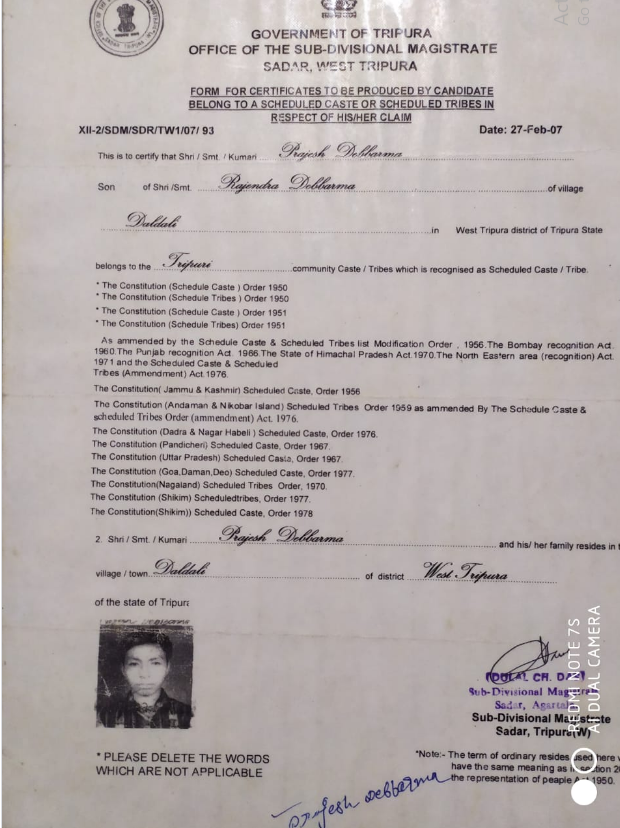 GOVERNMENT OF TRIPURA
OFFICE OF THE SUB-DIVISIONAL MAGISTRATE
SADAR, WEST TRIPURA
FORM FOR CERTIFICATES TO BE PRODUCED BY CANDIDATE
BELONG TO A SCHEDULED CASTE OR SCHEDULED TRIBES IN
RESPECT OF HIS/HER CLAIM
XII-2/SDM/SDR/TW1/07/ 93 Date: 27-Feb-07
This is to certify that Shri / Smt. / Kumari Prajesh Debbarma
Son of Shri /Smt. Rajendra Debbarma of village
Daldali in West Tripura district of Tripura State
belongs to the Tripuri community Caste / Tribes which is recognised as Scheduled Caste / Tribe.
* The Constitution (Schedule Caste ) Order 1950
* The Constitution (Schedule Tribes ) Order 1950
* The Constitution (Schedule Caste ) Order 1951
* The Constitution (Schedule Tribes) Order 1951
As ammended by the Schedule Caste & Scheduled Tribes list Modification Order , 1956.The Bombay recognition Act.
1960.The Punjab recognition Act. 1966.The State of Himachal Pradesh Act.1970.The North Eastern area (recognition) Act.
1971 and the Scheduled Caste & Scheduled
Tribes (Ammendment) Act.1976.
The Constitution( Jammu & Kashmir) Scheduled Caste, Order 1956
The Constitution (Andaman & Nikobar Island) Scheduled Tribes Order 1959 as ammended By The Schedule Caste &
scheduled Tribes Order (ammendment) Act. 1976.
The Constitution (Dadra & Nagar Habeli ) Scheduled Caste, Order 1976.
The Constitution (Pandicheri) Scheduled Caste, Order 1967.
The Constitution (Uttar Pradesh) Scheduled Caste, Order 1967.
The Constitution (Goa,Daman,Deo) Scheduled Caste, Order 1977.
The Constitution(Nagaland) Scheduled Tribes Order, 1970.
The Constitution (Shikim) Scheduledtribes, Order 1977.
The Constitution(Shikim)) Scheduled Caste, Order 1978
2. Shri / Smt. / Kumari Prajesh Debbarma and his/ her family resides in
village / town Daldali of district West Tripura
of the state of Tripura
(DULAL CH. DAS)
Sub-Divisional Magistrate
Sadar, Agartala
Sub-Divisional Magistrate
Sadar, Tripura(W)
* PLEASE DELETE THE WORDS
WHICH ARE NOT APPLICABLE
*Note:- The term of ordinary resides used here
have the same meaning as in section
the representation of peaple Act 1950.
Prajesh Debbarma
REDMI NOTE 7S
AI DUAL CAMERA